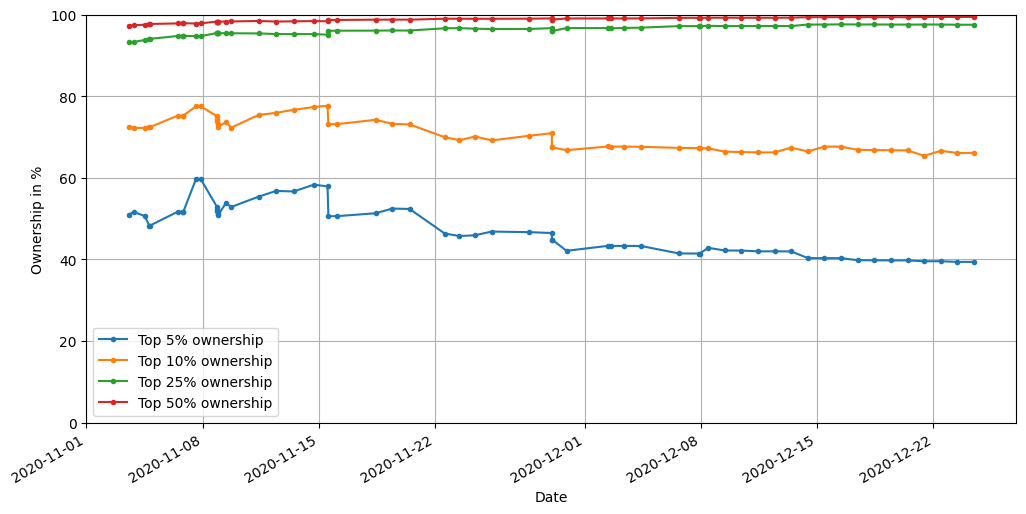 100
80
60
40
20
0
Ownership in %
Top 5% ownership
Top 10% ownership
Top 25% ownership
Top 50% ownership
2020-11-01
2020-11-08
2020-11-15
2020-11-22
2020-12-01
2020-12-08
2020-12-15
2020-12-22
Date